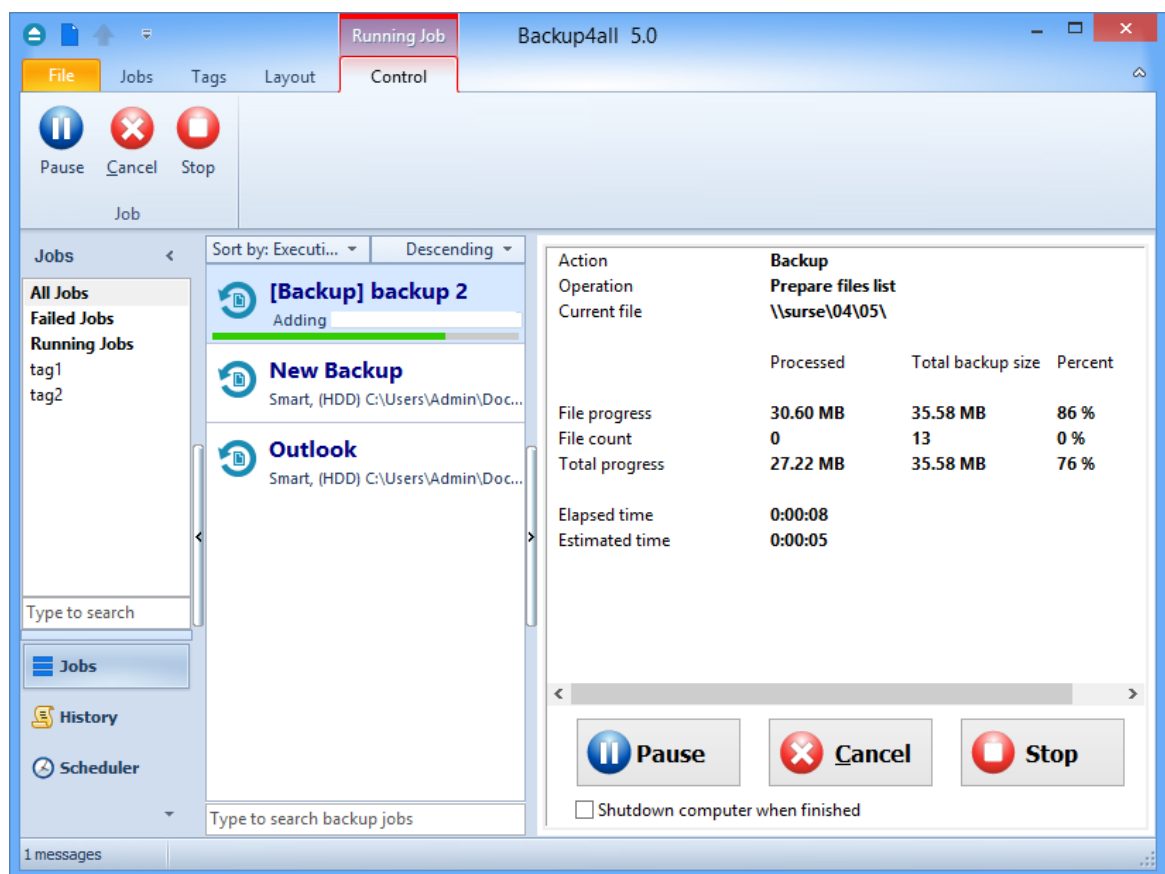 Running Job
Backup4all 5.0
File Jobs Tags Layout Control
Pause Cancel Stop
Job
Jobs
All Jobs
Failed Jobs
Running Jobs
tag1
tag2
Type to search
Jobs
History
Scheduler
Sort by: Executi... Descending
[Backup] backup 2
Adding
New Backup
Smart, (HDD) C:\Users\Admin\Doc...
Outlook
Smart, (HDD) C:\Users\Admin\Doc...
Type to search backup jobs
Action Backup
Operation Prepare files list
Current file \\surse\04\05\
Processed Total backup size Percent
File progress 30.60 MB 35.58 MB 86 %
File count 0 13 0 %
Total progress 27.22 MB 35.58 MB 76 %
Elapsed time 0:00:08
Estimated time 0:00:05
Pause Cancel Stop
Shutdown computer when finished
1 messages